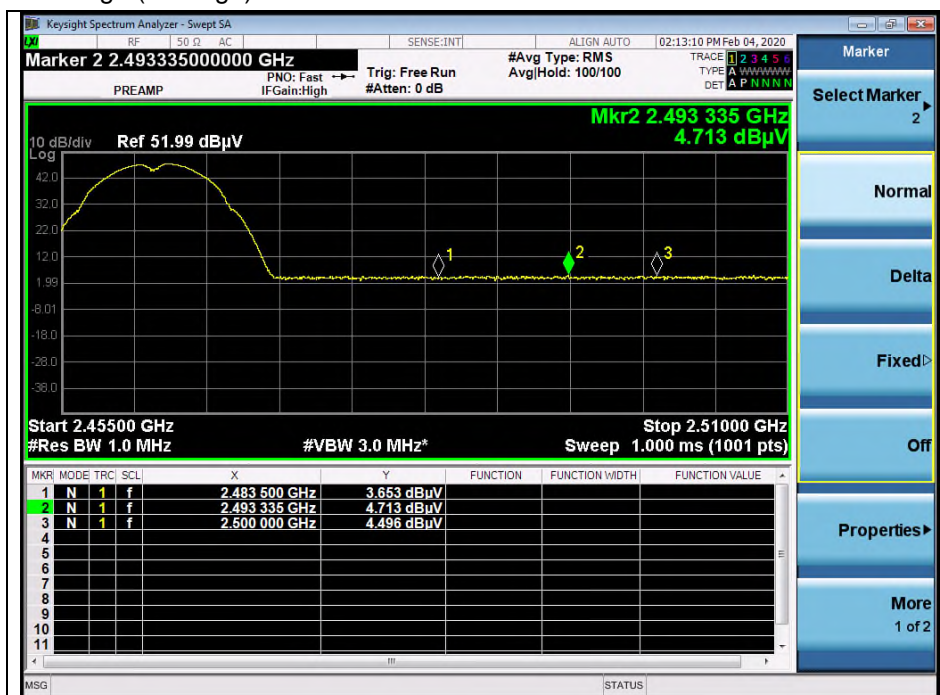 Keysight Spectrum Analyzer - Swept SA
LXI RF 50 Ω AC SENSE:INT ALIGN AUTO 02:13:10 PM Feb 04, 2020
Marker 2 2.493335000000 GHz
PREAMP
PNO: Fast
IFGain:High
Trig: Free Run
#Atten: 0 dB
#Avg Type: RMS
Avg|Hold: 100/100
TRACE 1 2 3 4 5 6
TYPE A WWWWW
DET A P N N N N
Mkr2 2.493 335 GHz
4.713 dBµV
10 dB/div Ref 51.99 dBµV
Log
42.0
32.0
22.0
12.0
1.99
-8.01
-18.0
-28.0
-38.0
1
2
3
Start 2.45500 GHz Stop 2.51000 GHz
#Res BW 1.0 MHz #VBW 3.0 MHz* Sweep 1.000 ms (1001 pts)
MKR MODE TRC SCL X Y FUNCTION FUNCTION WIDTH FUNCTION VALUE
1 N 1 f 2.483 500 GHz 3.653 dBµV
2 N 1 f 2.493 335 GHz 4.713 dBµV
3 N 1 f 2.500 000 GHz 4.496 dBµV
4
5
6
7
8
9
10
11
MSG STATUS
Marker
Select Marker
2
Normal
Delta
Fixed
Off
Properties
More
1 of 2